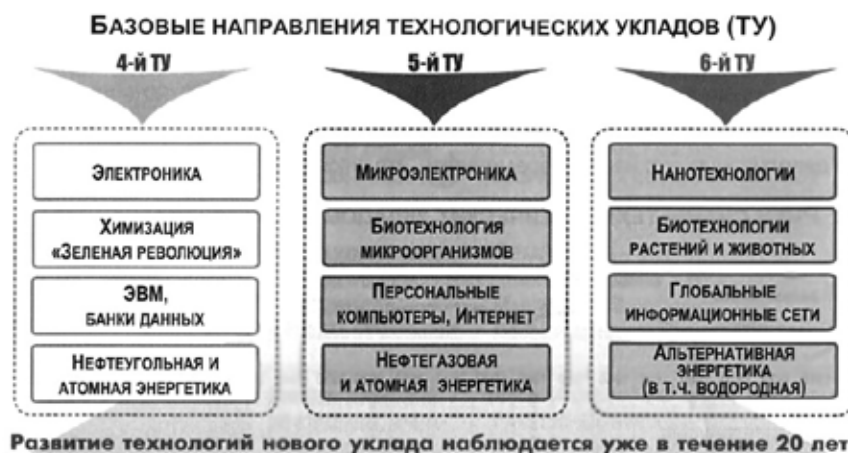 БАЗОВЫЕ НАПРАВЛЕНИЯ ТЕХНОЛОГИЧЕСКИХ УКЛАДОВ (ТУ)
4-й ТУ
5-й ТУ
6-й ТУ
ЭЛЕКТРОНИКА
ХИМИЗАЦИЯ
«ЗЕЛЕНАЯ РЕВОЛЮЦИЯ»
ЭВМ,
БАНКИ ДАННЫХ
НЕФТЕУГОЛЬНАЯ И
АТОМНАЯ ЭНЕРГЕТИКА
МИКРОЭЛЕКТРОНИКА
БИОТЕХНОЛОГИЯ
МИКРООРГАНИЗМОВ
ПЕРСОНАЛЬНЫЕ
КОМПЬЮТЕРЫ, ИНТЕРНЕТ
НЕФТЕГАЗОВАЯ
И АТОМНАЯ ЭНЕРГЕТИКА
НАНОТЕХНОЛОГИИ
БИОТЕХНОЛОГИИ
РАСТЕНИЙ И ЖИВОТНЫХ
ГЛОБАЛЬНЫЕ
ИНФОРМАЦИОННЫЕ СЕТИ
АЛЬТЕРНАТИВНАЯ
ЭНЕРГЕТИКА
(В Т.Ч. ВОДОРОДНАЯ)
Развитие технологий нового уклада наблюдается уже в течение 20 лет